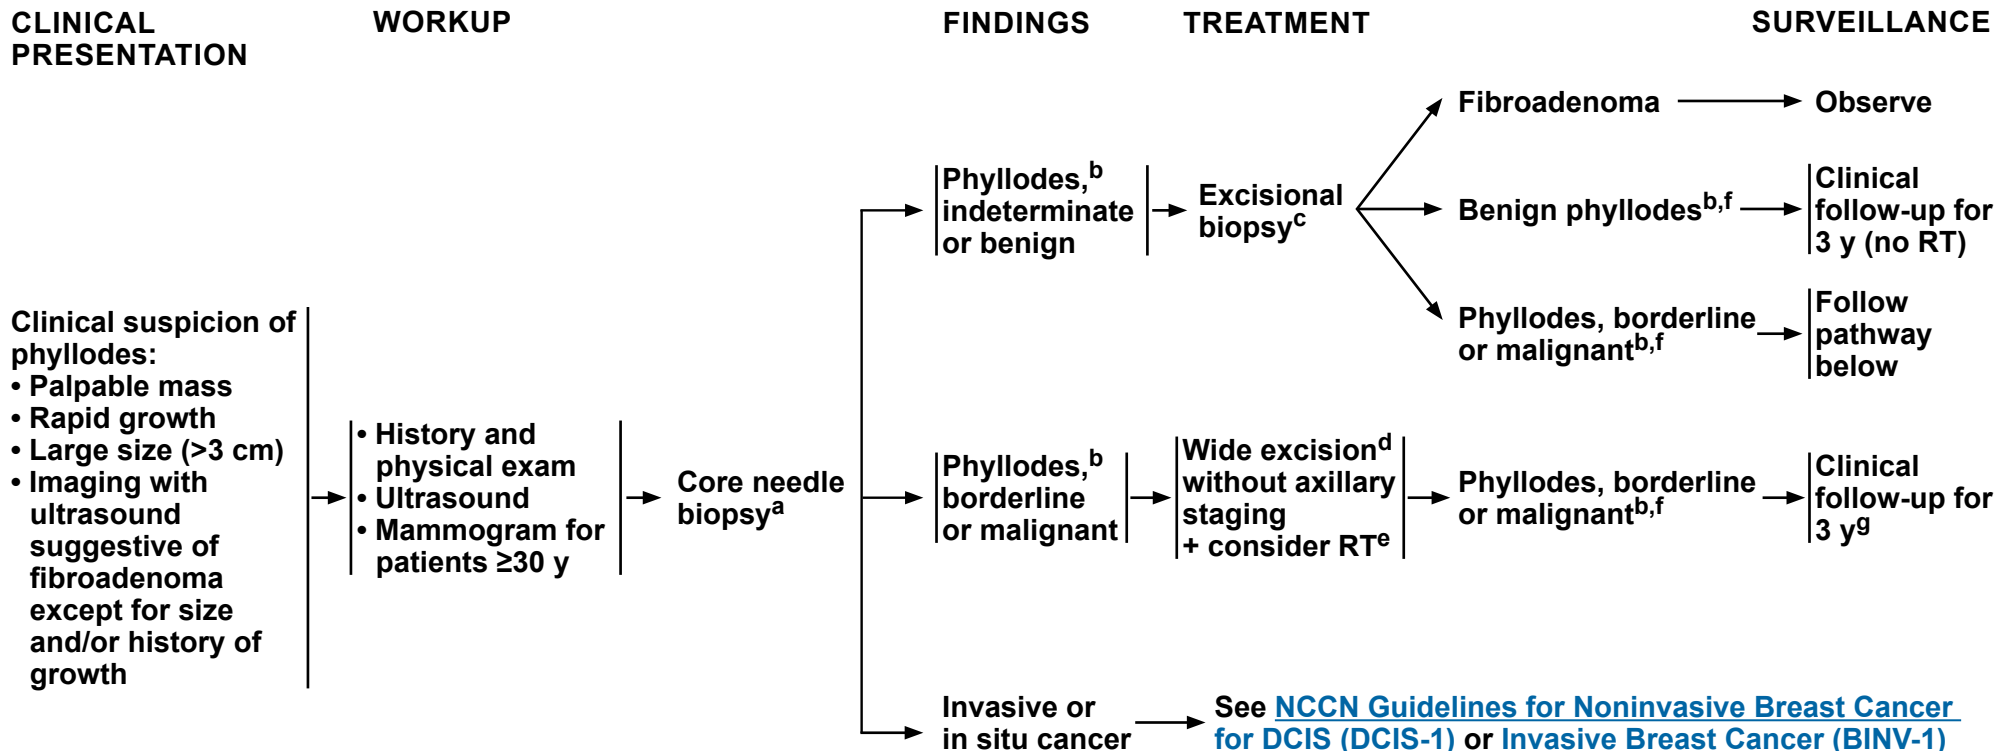 CLINICAL
PRESENTATION
WORKUP
FINDINGS
TREATMENT
SURVEILLANCE
Clinical suspicion of
phyllodes:
• Palpable mass
• Rapid growth
• Large size (>3 cm)
• Imaging with
ultrasound
suggestive of
fibroadenoma
except for size
and/or history of
growth
• History and
physical exam
• Ultrasound
• Mammogram for
patients ≥30 y
Core needle
biopsyᵃ
Phyllodes,ᵇ
indeterminate
or benign
Excisional
biopsyᶜ
Fibroadenoma
Observe
Benign phyllodesᵇ,ᶠ
Clinical
follow-up for
3 y (no RT)
Phyllodes, borderline
or malignantᵇ,ᶠ
Follow
pathway
below
Phyllodes,ᵇ
borderline
or malignant
Wide excisionᵈ
without axillary
staging
+ consider RTᵉ
Phyllodes, borderline
or malignantᵇ,ᶠ
Clinical
follow-up for
3 yᵍ
Invasive or
in situ cancer
See NCCN Guidelines for Noninvasive Breast Cancer
for DCIS (DCIS-1) or Invasive Breast Cancer (BINV-1)